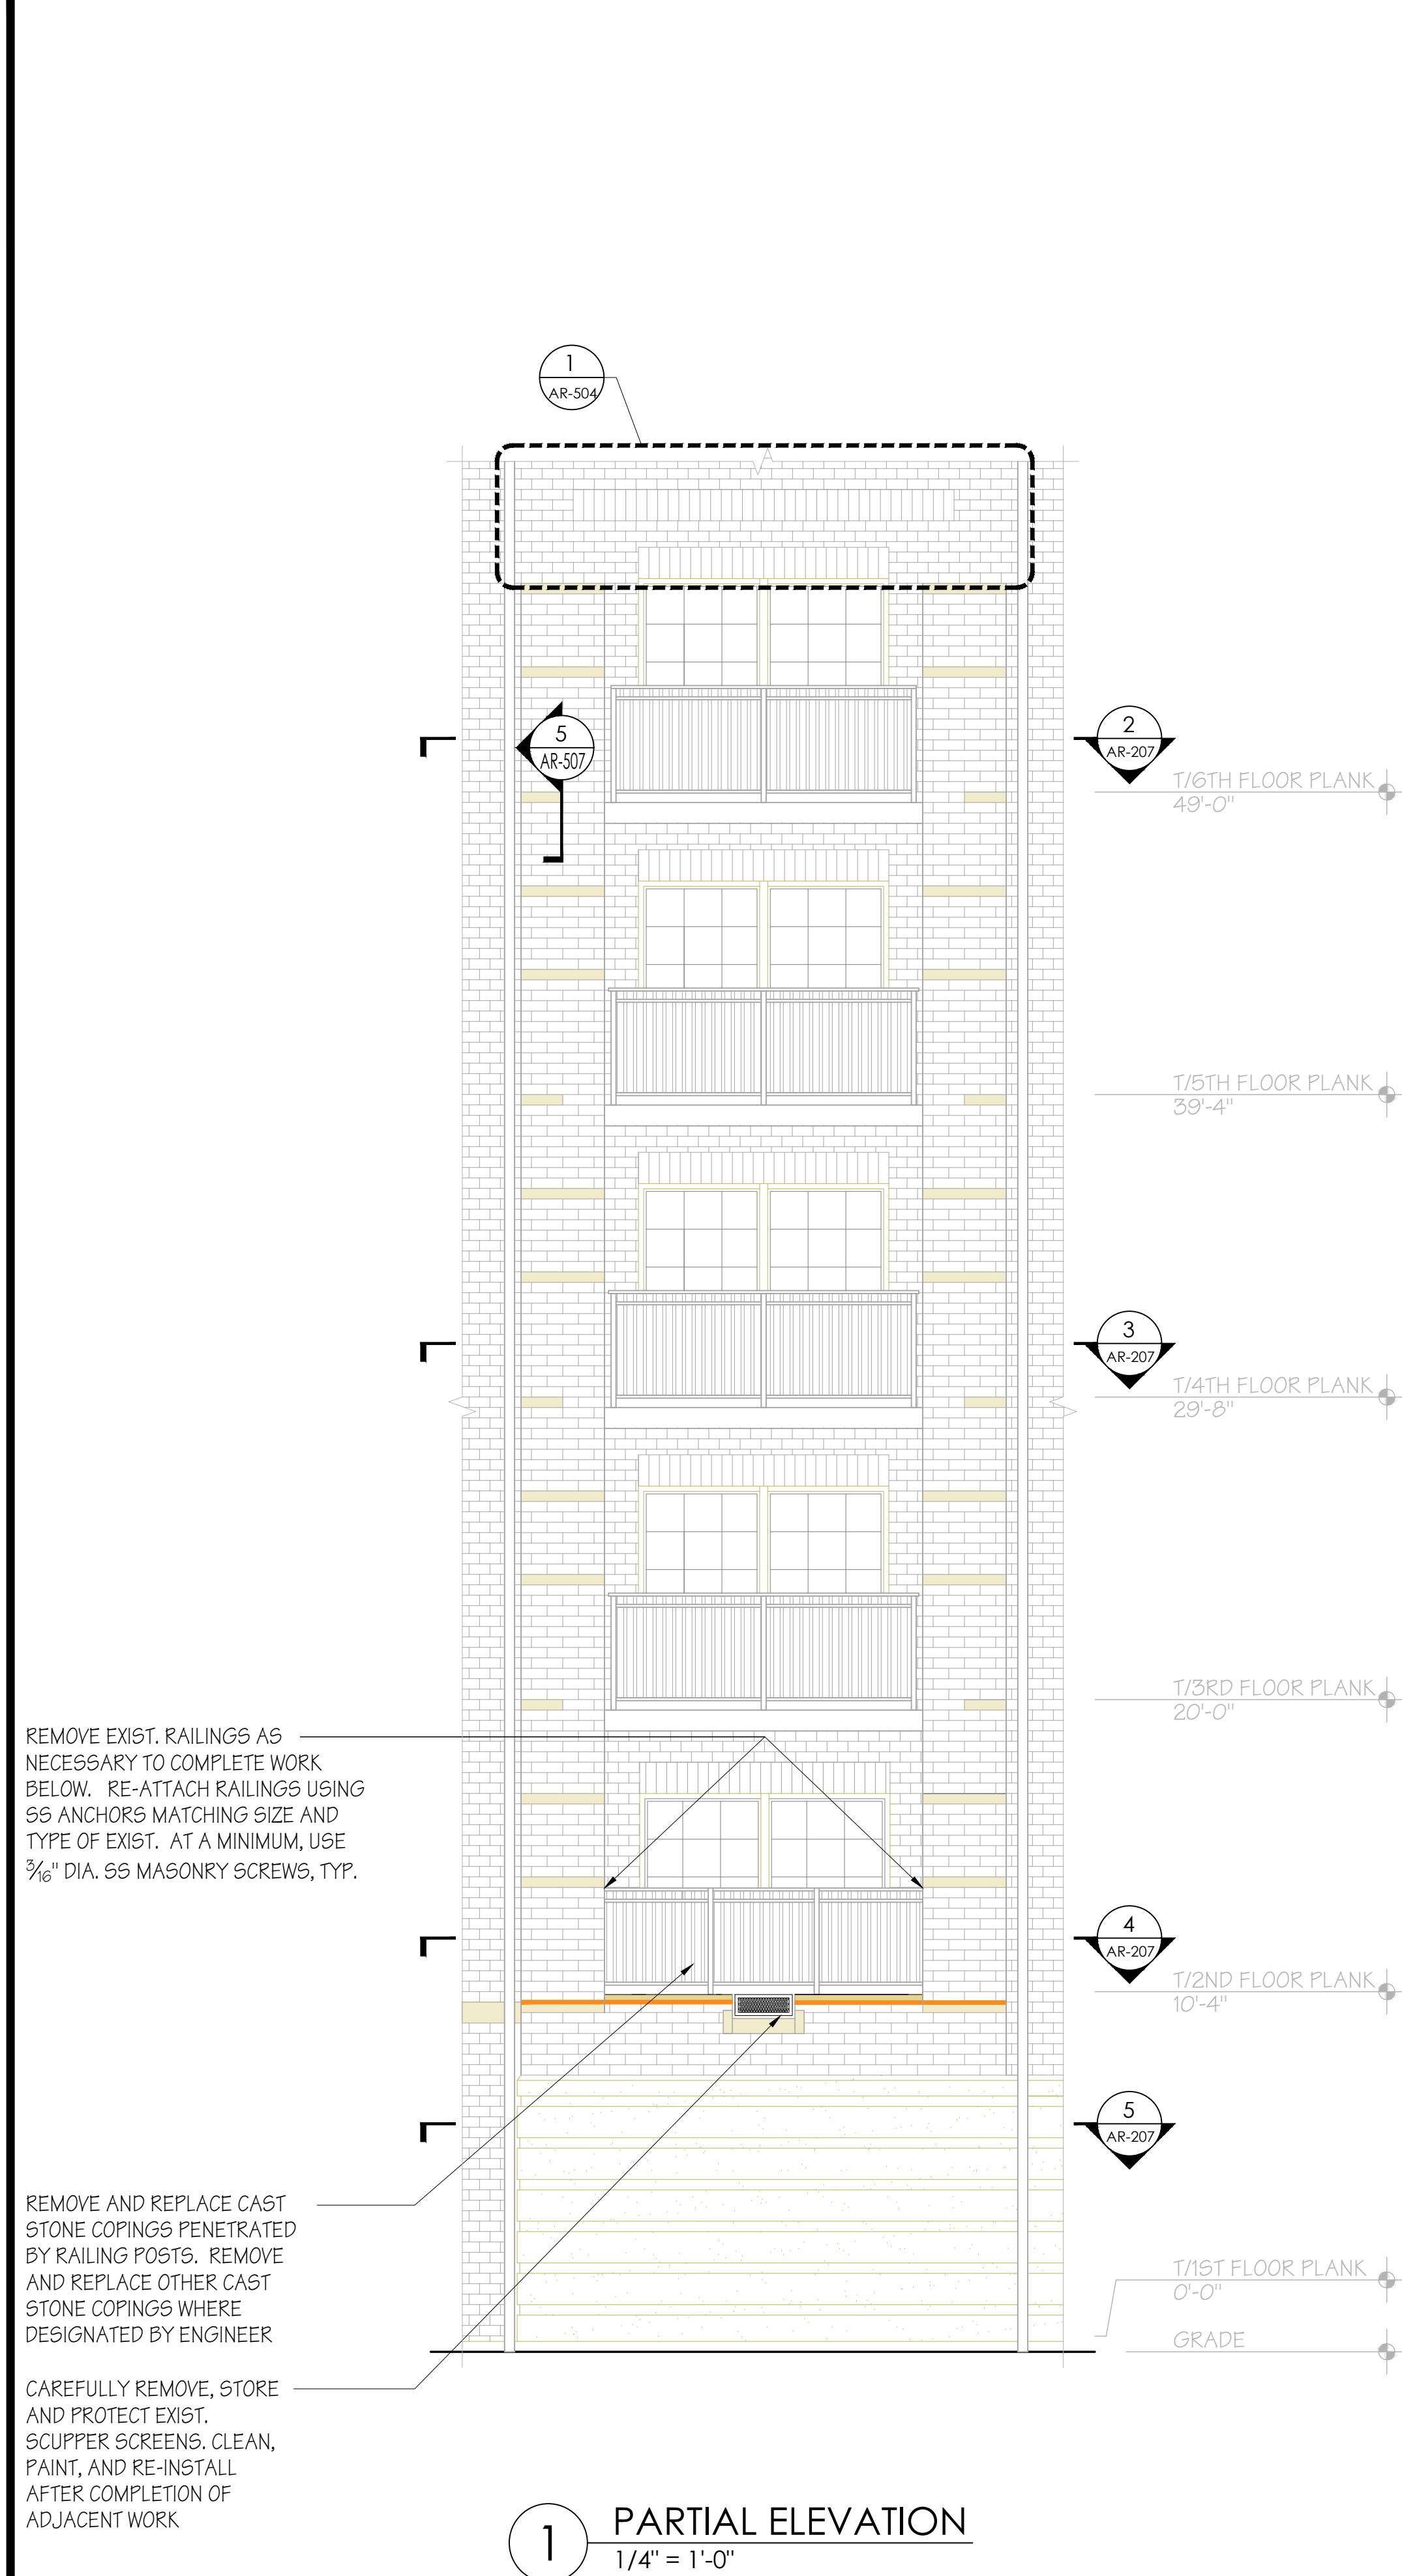 1
AR-504
5
AR-507
2
AR-207
T/6TH FLOOR PLANK
49'-0"
T/5TH FLOOR PLANK
39'-4"
3
AR-207
T/4TH FLOOR PLANK
29'-8"
T/3RD FLOOR PLANK
20'-0"
REMOVE EXIST. RAILINGS AS
NECESSARY TO COMPLETE WORK
BELOW. RE-ATTACH RAILINGS USING
SS ANCHORS MATCHING SIZE AND
TYPE OF EXIST. AT A MINIMUM, USE
3/16" DIA. SS MASONRY SCREWS, TYP.
4
AR-207
T/2ND FLOOR PLANK
10'-4"
5
AR-207
REMOVE AND REPLACE CAST
STONE COPINGS PENETRATED
BY RAILING POSTS. REMOVE
AND REPLACE OTHER CAST
STONE COPINGS WHERE
DESIGNATED BY ENGINEER
T/1ST FLOOR PLANK
0'-0"
GRADE
CAREFULLY REMOVE, STORE
AND PROTECT EXIST.
SCUPPER SCREENS. CLEAN,
PAINT, AND RE-INSTALL
AFTER COMPLETION OF
ADJACENT WORK
1
PARTIAL ELEVATION
1/4" = 1'-0"